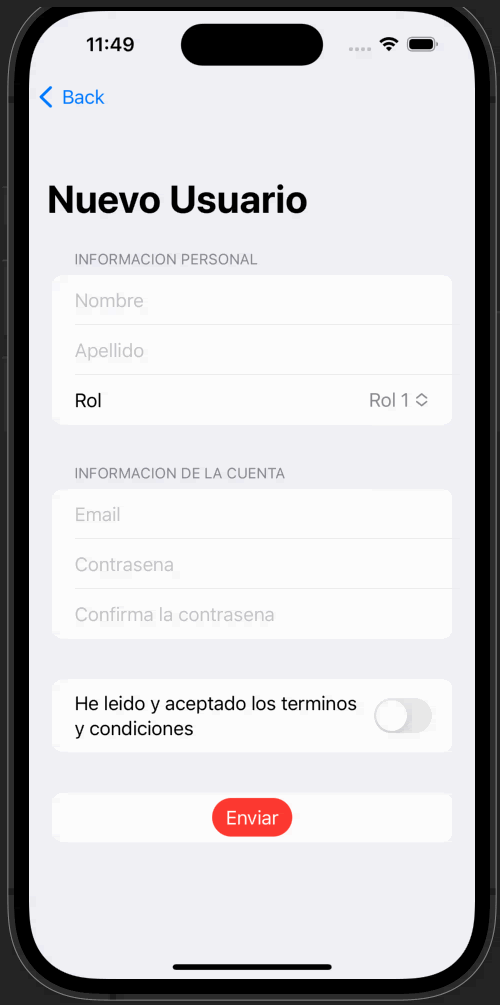 11:49
Back
Nuevo Usuario
INFORMACION PERSONAL
Nombre
Apellido
Rol Rol 1
INFORMACION DE LA CUENTA
Email
Contrasena
Confirma la contrasena
He leido y aceptado los terminos
y condiciones
Enviar